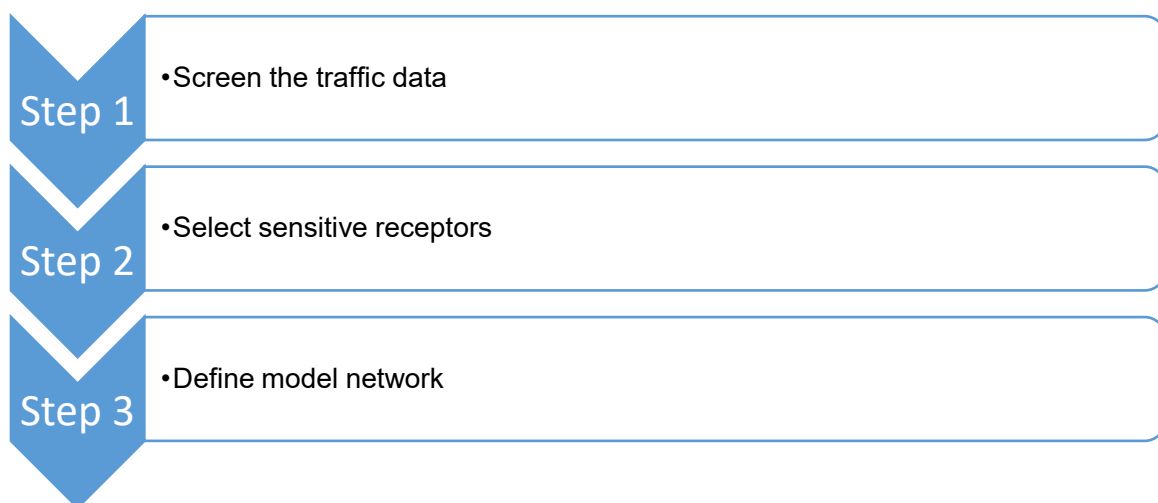 Step 1
•Screen the traffic data
Step 2
•Select sensitive receptors
Step 3
•Define model network